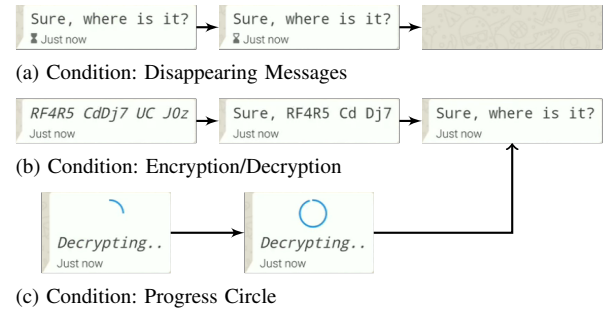 Sure, where is it?
Just now
Sure, where is it?
Just now
(a) Condition: Disappearing Messages
RF4R5 CdDj7 UC J0z
Just now
Sure, RF4R5 Cd Dj7
Just now
Sure, where is it?
Just now
(b) Condition: Encryption/Decryption
Decrypting..
Just now
Decrypting..
Just now
(c) Condition: Progress Circle